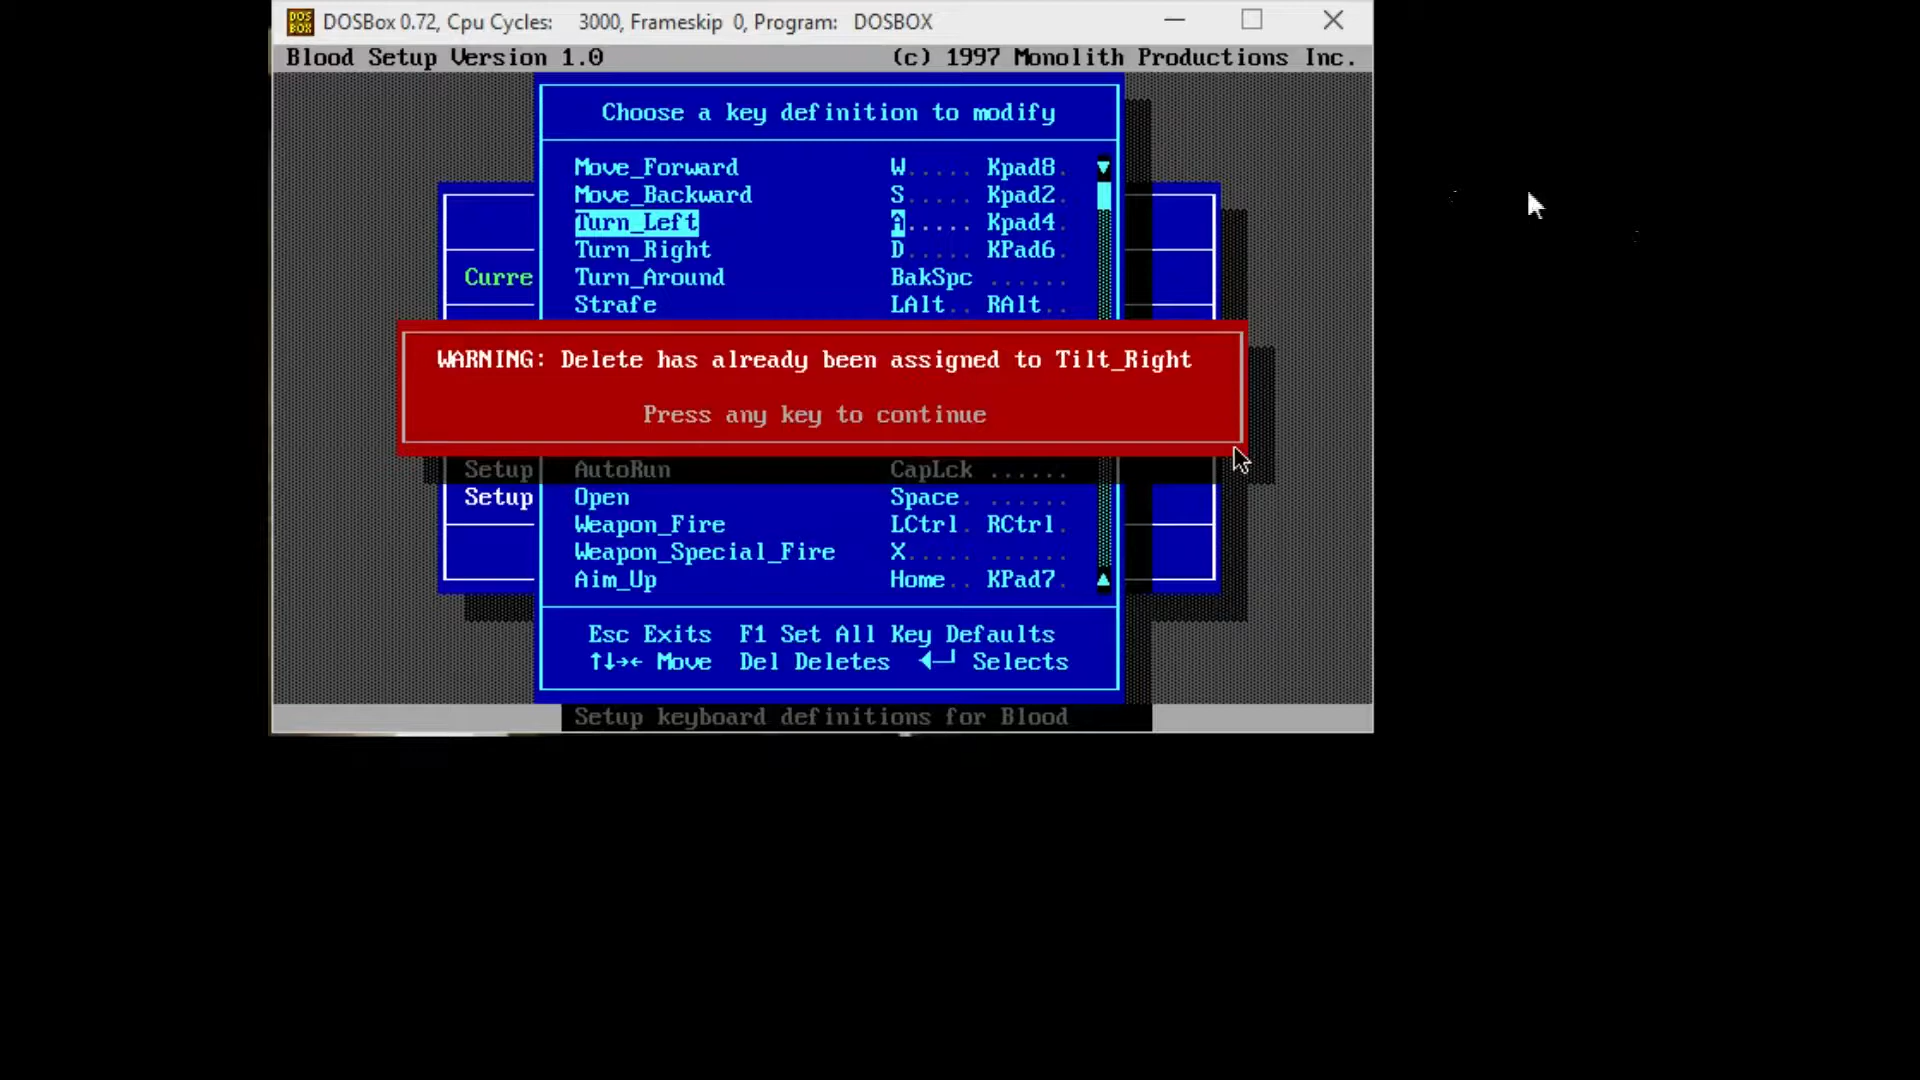 DOSBox 0.72, Cpu Cycles: 3000, Frameskip 0, Program: DOSBOX
Blood Setup Version 1.0 (c) 1997 Monolith Productions Inc.
Choose a key definition to modify
Move_Forward W..... Kpad8.
Move_Backward S..... Kpad2.
Turn_Left A..... Kpad4.
Turn_Right D..... KPad6.
Curre Turn_Around BakSpc ......
Strafe LAlt.. RAlt..
WARNING: Delete has already been assigned to Tilt_Right
Press any key to continue
Setup AutoRun CapLck ......
Setup Open Space. ......
Weapon_Fire LCtrl. RCtrl.
Weapon_Special_Fire X..... ......
Aim_Up Home.. KPad7.
Esc Exits F1 Set All Key Defaults
↑↓→← Move Del Deletes ◄─┘ Selects
Setup keyboard definitions for Blood